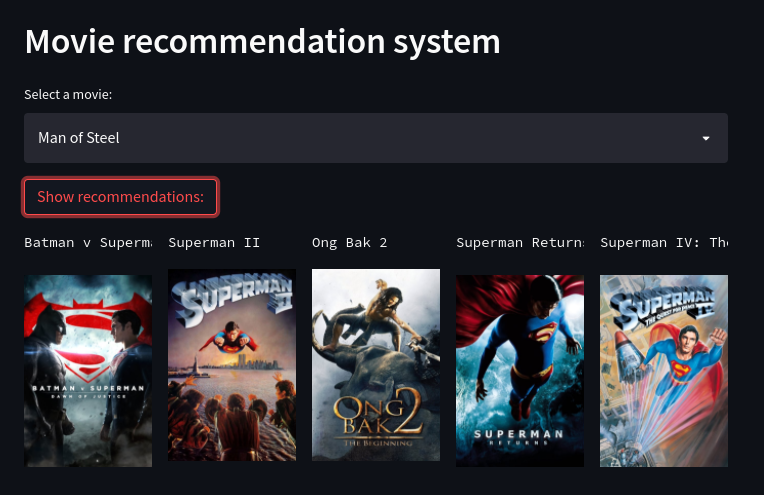 Movie recommendation system
Select a movie:
Man of Steel
Show recommendations:
Batman v Superma
Superman II
Ong Bak 2
Superman Returns
Superman IV: The
BATMAN v SUPERMAN
DAWN OF JUSTICE
SUPERMAN
II
ONG
BAK 2
THE BEGINNING
SUPERMAN
RETURNS
SUPERMAN
THE QUEST FOR PEACE
IV